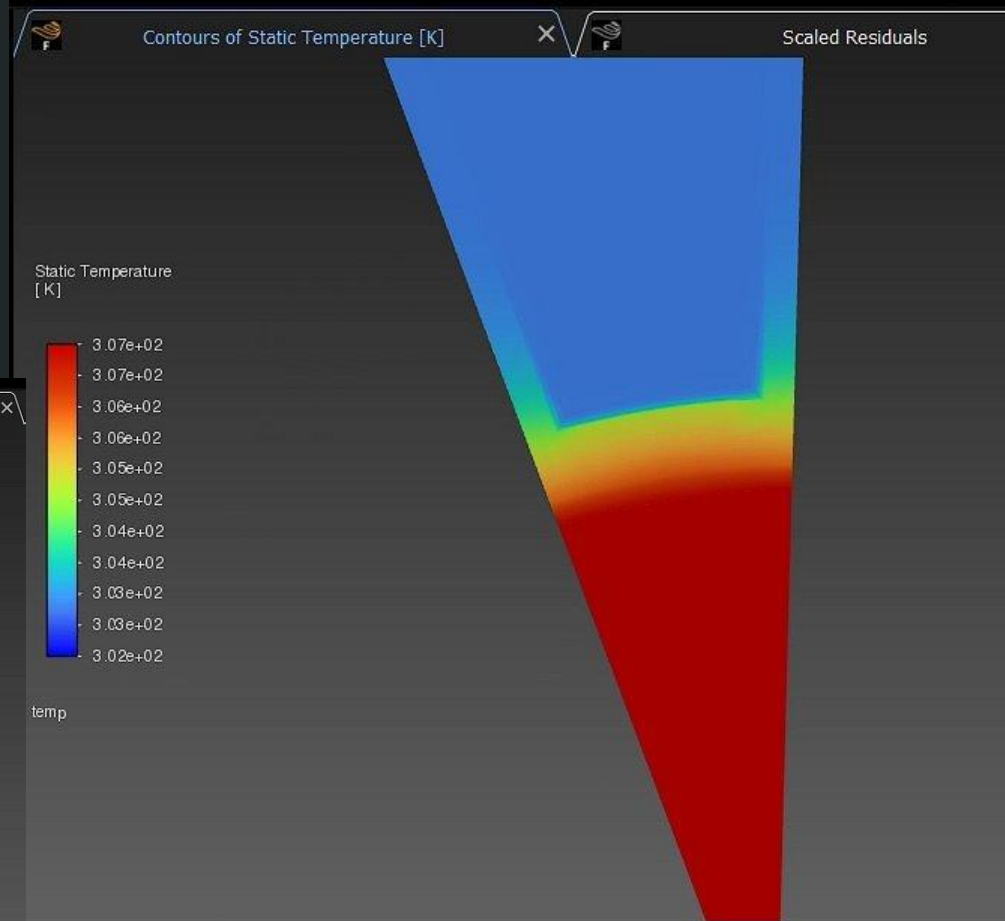 Contours of Static Temperature [K]
Scaled Residuals
Static Temperature
[ K]
3.07e+02
3.07e+02
3.06e+02
3.06e+02
3.05e+02
3.05e+02
3.04e+02
3.04e+02
3.03e+02
3.03e+02
3.02e+02
temp